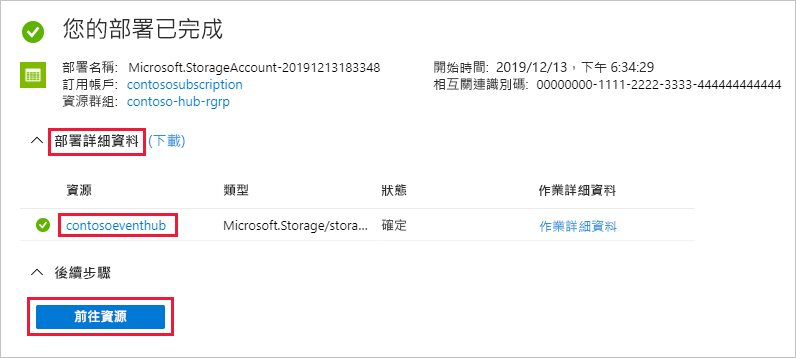 您的部署已完成
部署名稱: Microsoft.StorageAccount-20191213183348
訂用帳戶: contososubscription
資源群組: contoso-hub-rgrp
開始時間: 2019/12/13，下午 6:34:29
相互關連識別碼: 00000000-1111-2222-3333-444444444444
部署詳細資料 (下載)
資源 類型 狀態 作業詳細資料
contosoeventhub Microsoft.Storage/stora... 確定 作業詳細資料
後續步驟
前往資源